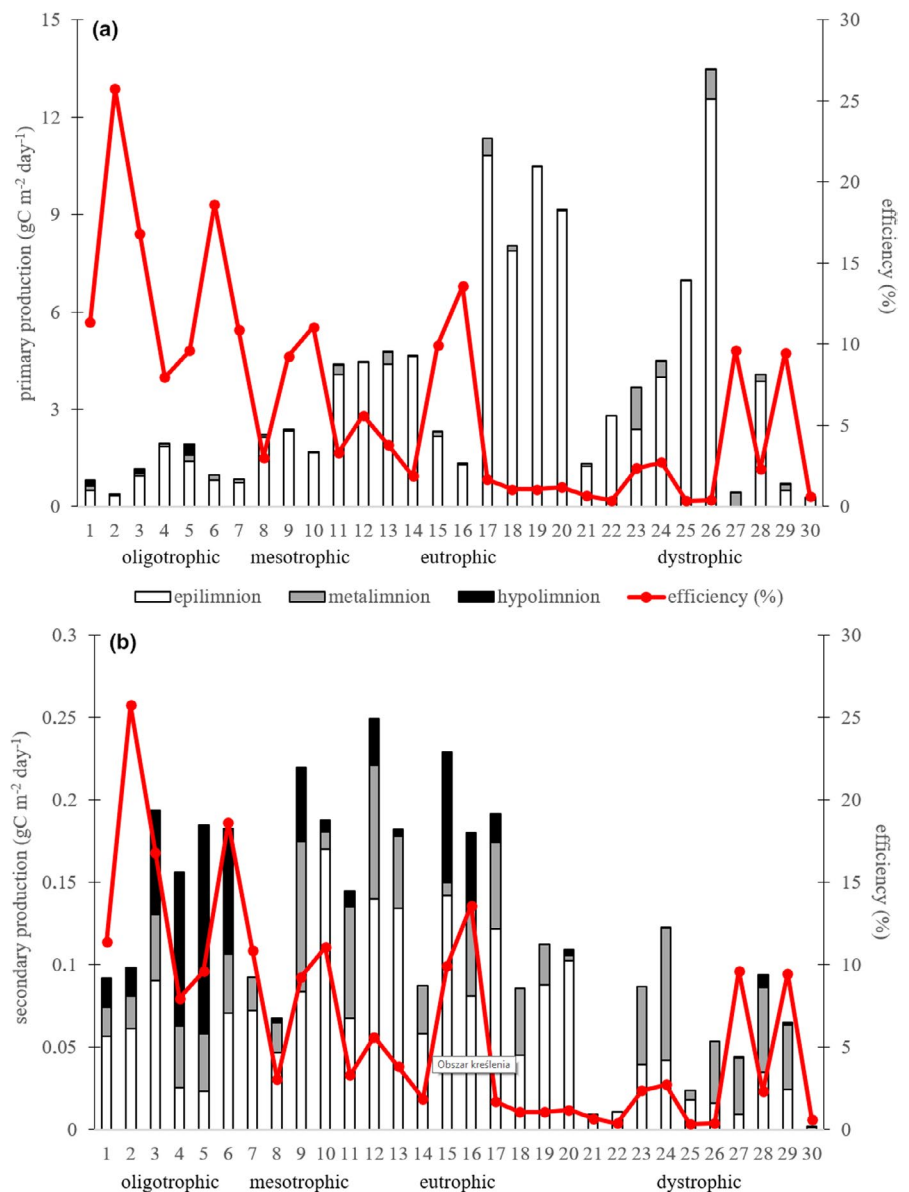 (a)
15
12
9
6
3
0
primary production (gC m-2 day-1)
30
25
20
15
10
5
0
efficiency (%)
1 2 3 4 5 6 7 8 9 10 11 12 13 14 15 16 17 18 19 20 21 22 23 24 25 26 27 28 29 30
oligotrophic mesotrophic eutrophic dystrophic
epilimnion metalimnion hypolimnion efficiency (%)
(b)
0.3
0.25
0.2
0.15
0.1
0.05
0
secondary production (gC m-2 day-1)
30
25
20
15
10
5
0
efficiency (%)
Obszar kreślenia
1 2 3 4 5 6 7 8 9 10 11 12 13 14 15 16 17 18 19 20 21 22 23 24 25 26 27 28 29 30
oligotrophic mesotrophic eutrophic dystrophic